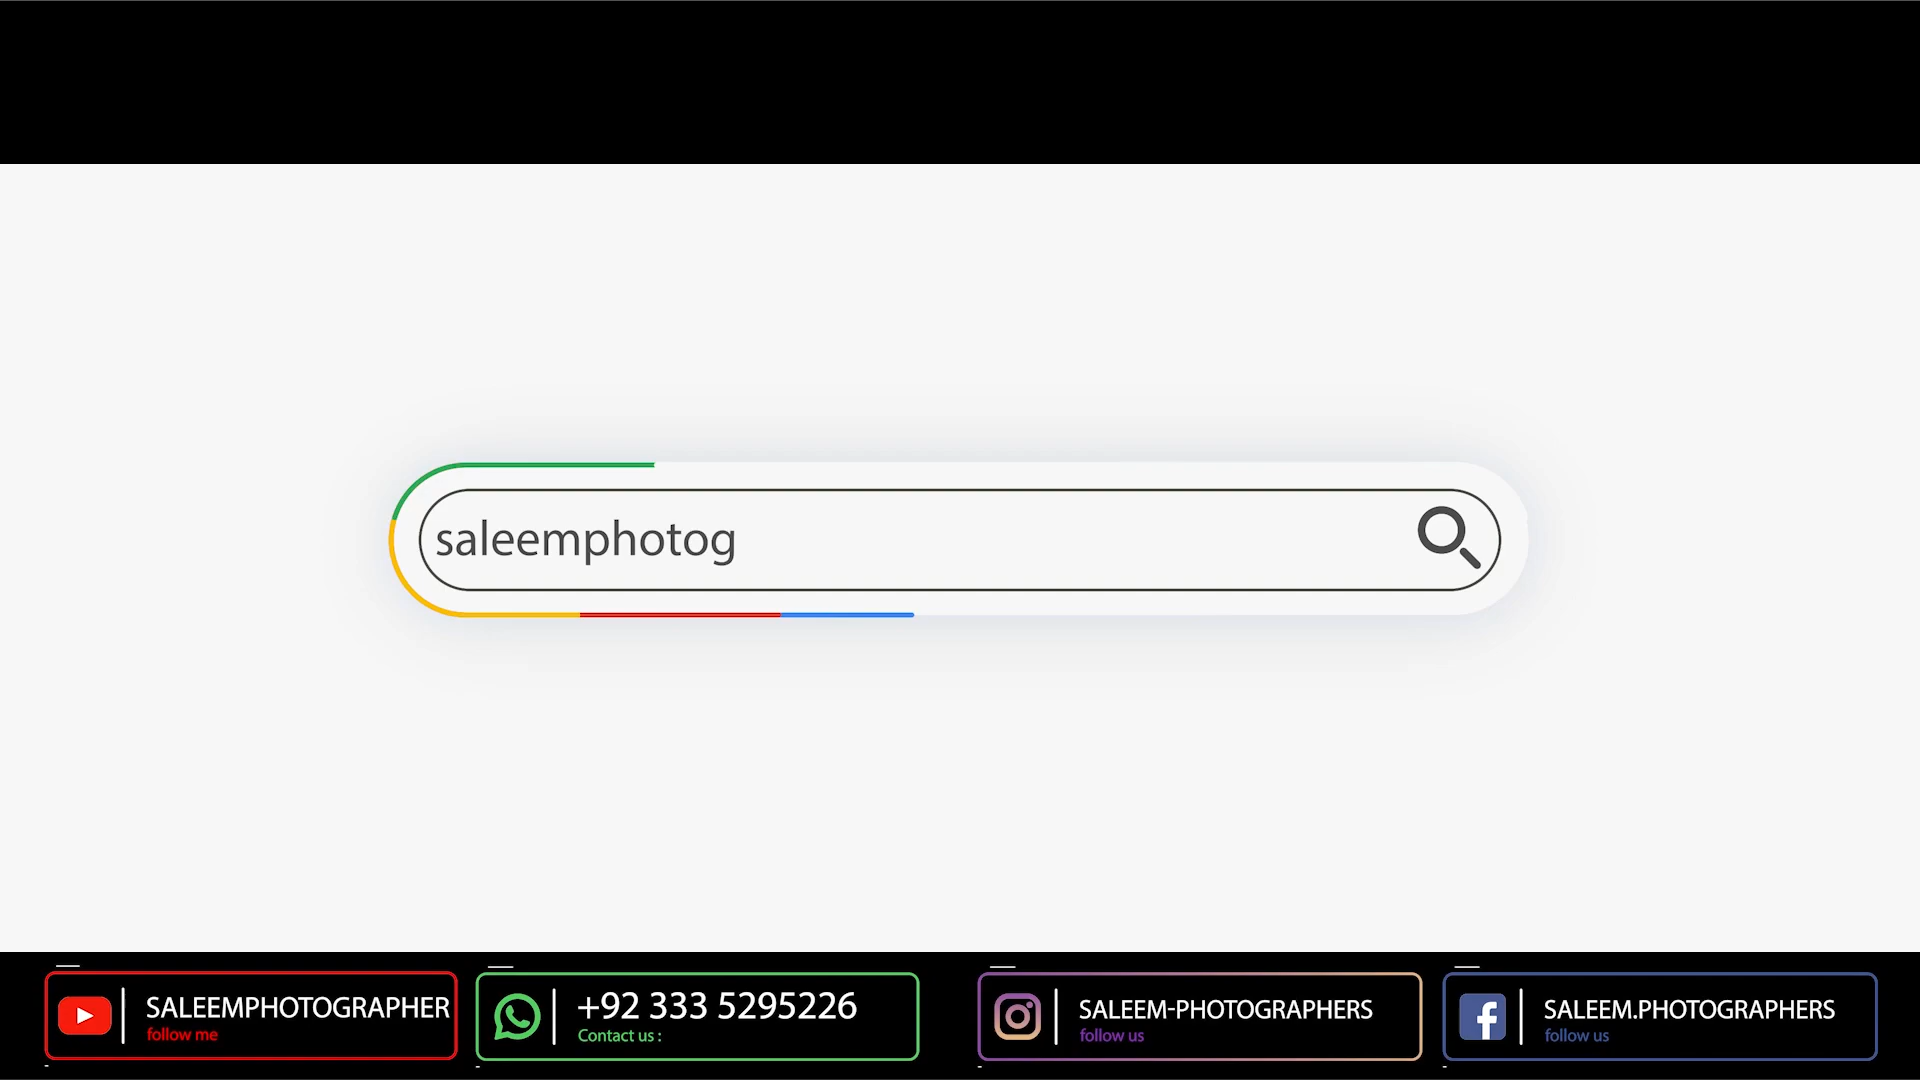 saleemphotog
SALEEMPHOTOGRAPHER
follow me
+92 333 5295226
Contact us :
SALEEM-PHOTOGRAPHERS
follow us
SALEEM.PHOTOGRAPHERS
follow us